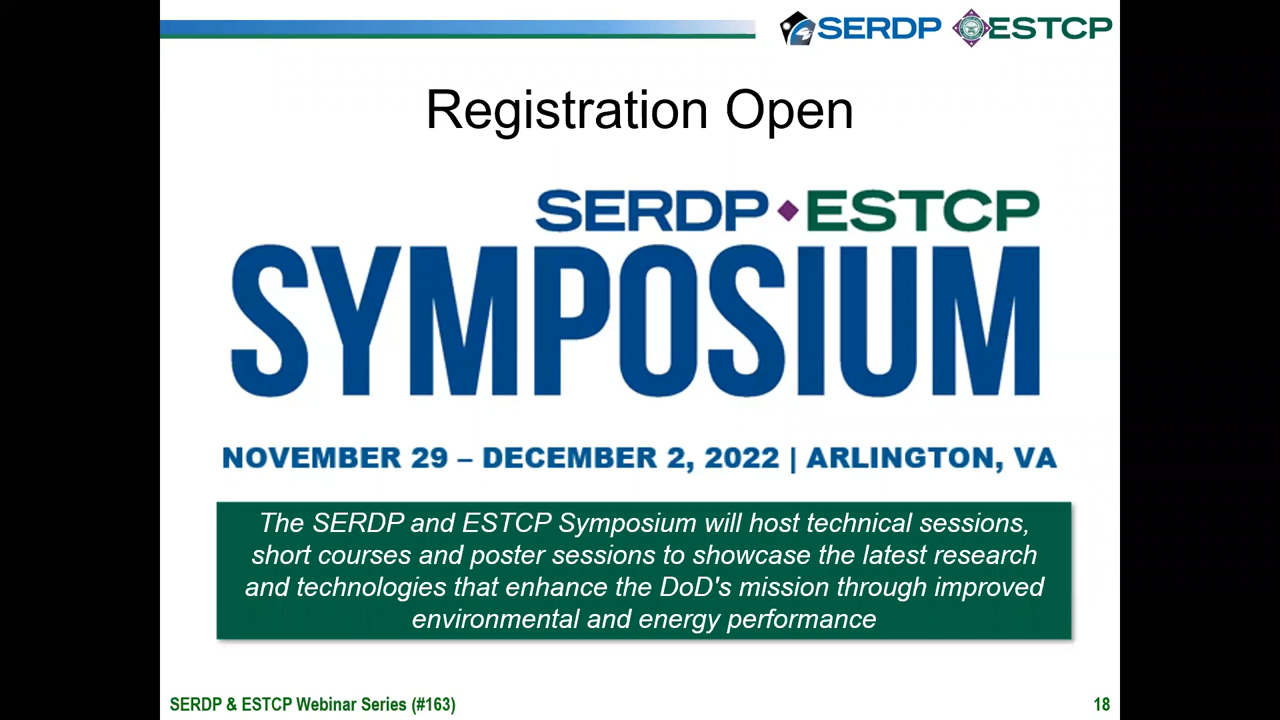 SERDP ESTCP
Registration Open
SERDP ESTCP
SYMPOSIUM
NOVEMBER 29 – DECEMBER 2, 2022 | ARLINGTON, VA
The SERDP and ESTCP Symposium will host technical sessions,
short courses and poster sessions to showcase the latest research
and technologies that enhance the DoD's mission through improved
environmental and energy performance
SERDP & ESTCP Webinar Series (#163)
18